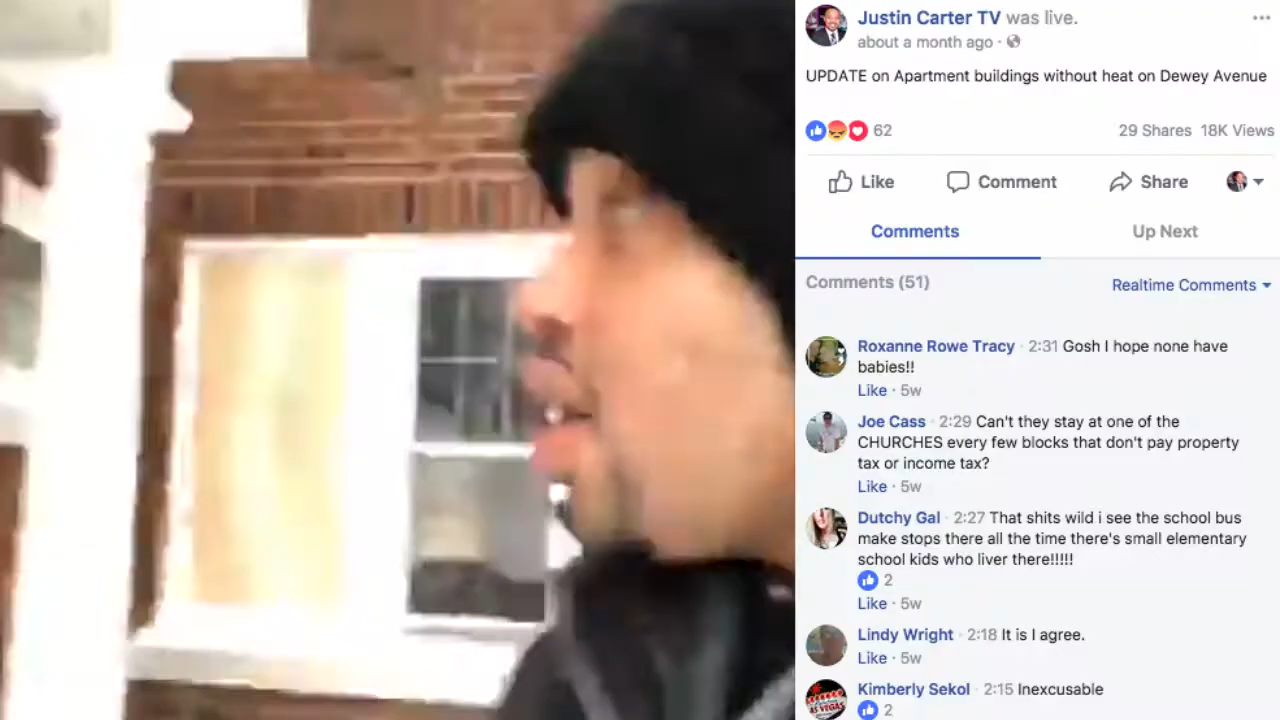 Justin Carter TV was live.
about a month ago ·
UPDATE on Apartment buildings without heat on Dewey Avenue
62
29 Shares 18K Views
Like
Comment
Share
Comments
Up Next
Comments (51)
Realtime Comments
Roxanne Rowe Tracy · 2:31 Gosh I hope none have
babies!!
Like · 5w
Joe Cass · 2:29 Can't they stay at one of the
CHURCHES every few blocks that don't pay property
tax or income tax?
Like · 5w
Dutchy Gal · 2:27 That shits wild i see the school bus
make stops there all the time there's small elementary
school kids who liver there!!!!!
2
Like · 5w
Lindy Wright · 2:18 It is I agree.
Like · 5w
Kimberly Sekol · 2:15 Inexcusable
2